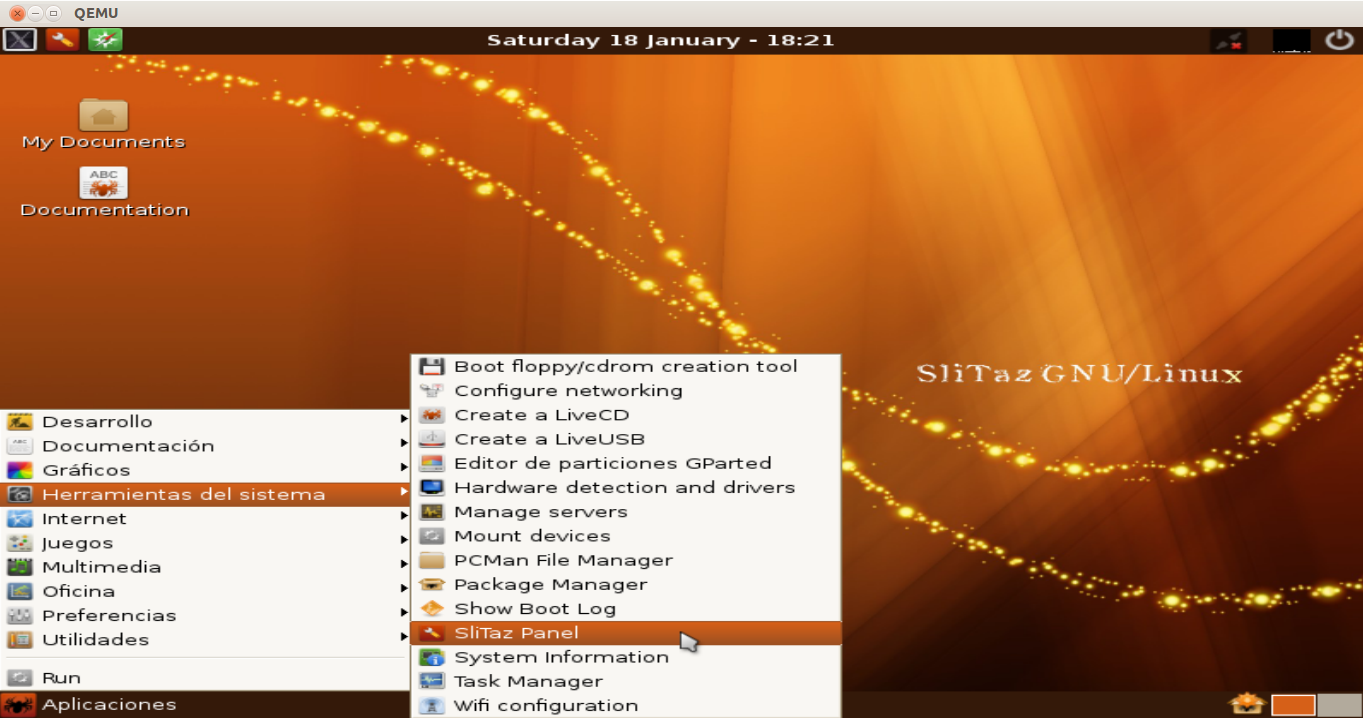 QEMU
Saturday 18 January - 18:21
My Documents
ABC
Documentation
SliTaz GNU/Linux
Desarrollo
Documentación
Gráficos
Herramientas del sistema
Internet
Juegos
Multimedia
Oficina
Preferencias
Utilidades
Run
Aplicaciones
Boot floppy/cdrom creation tool
Configure networking
Create a LiveCD
Create a LiveUSB
Editor de particiones GParted
Hardware detection and drivers
Manage servers
Mount devices
PCMan File Manager
Package Manager
Show Boot Log
SliTaz Panel
System Information
Task Manager
Wifi configuration